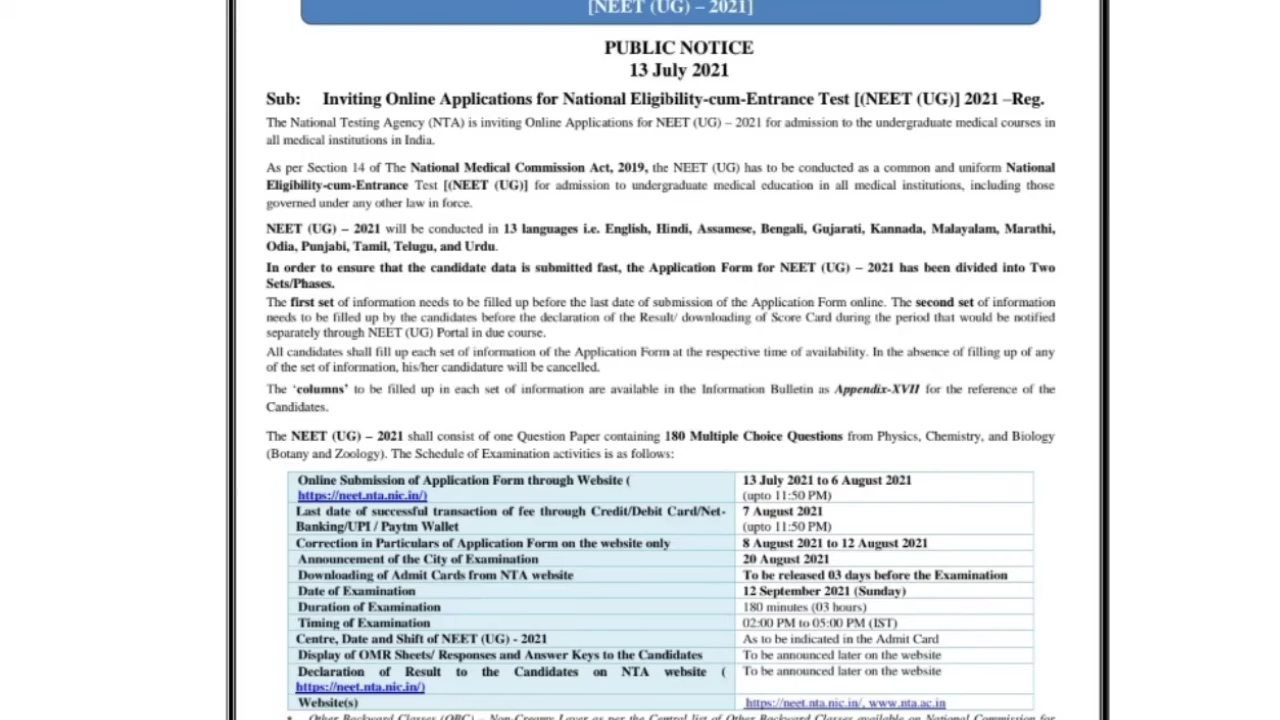 [NEET (UG) – 2021]
PUBLIC NOTICE
13 July 2021
Sub: Inviting Online Applications for National Eligibility-cum-Entrance Test [(NEET (UG)] 2021 –Reg.
The National Testing Agency (NTA) is inviting Online Applications for NEET (UG) – 2021 for admission to the undergraduate medical courses in
all medical institutions in India.
As per Section 14 of The National Medical Commission Act, 2019, the NEET (UG) has to be conducted as a common and uniform National
Eligibility-cum-Entrance Test [(NEET (UG)] for admission to undergraduate medical education in all medical institutions, including those
governed under any other law in force.
NEET (UG) – 2021 will be conducted in 13 languages i.e. English, Hindi, Assamese, Bengali, Gujarati, Kannada, Malayalam, Marathi,
Odia, Punjabi, Tamil, Telugu, and Urdu.
In order to ensure that the candidate data is submitted fast, the Application Form for NEET (UG) – 2021 has been divided into Two
Sets/Phases.
The first set of information needs to be filled up before the last date of submission of the Application Form online. The second set of information
needs to be filled up by the candidates before the declaration of the Result/ downloading of Score Card during the period that would be notified
separately through NEET (UG) Portal in due course.
All candidates shall fill up each set of information of the Application Form at the respective time of availability. In the absence of filling up of any
of the set of information, his/her candidature will be cancelled.
The ‘columns’ to be filled up in each set of information are available in the Information Bulletin as Appendix-XVII for the reference of the
Candidates.
The NEET (UG) – 2021 shall consist of one Question Paper containing 180 Multiple Choice Questions from Physics, Chemistry, and Biology
(Botany and Zoology). The Schedule of Examination activities is as follows:
Online Submission of Application Form through Website ( 13 July 2021 to 6 August 2021
https://neet.nta.nic.in/) (upto 11:50 PM)
Last date of successful transaction of fee through Credit/Debit Card/Net- 7 August 2021
Banking/UPI / Paytm Wallet (upto 11:50 PM)
Correction in Particulars of Application Form on the website only 8 August 2021 to 12 August 2021
Announcement of the City of Examination 20 August 2021
Downloading of Admit Cards from NTA website To be released 03 days before the Examination
Date of Examination 12 September 2021 (Sunday)
Duration of Examination 180 minutes (03 hours)
Timing of Examination 02:00 PM to 05:00 PM (IST)
Centre, Date and Shift of NEET (UG) - 2021 As to be indicated in the Admit Card
Display of OMR Sheets/ Responses and Answer Keys to the Candidates To be announced later on the website
Declaration of Result to the Candidates on NTA website ( To be announced later on the website
https://neet.nta.nic.in/)
Website(s) https://neet.nta.nic.in/, www.nta.ac.in
• Other Backward Classes (OBC) – Non-Creamy Layer as per the Central list of Other Backward Classes available on National Commission for